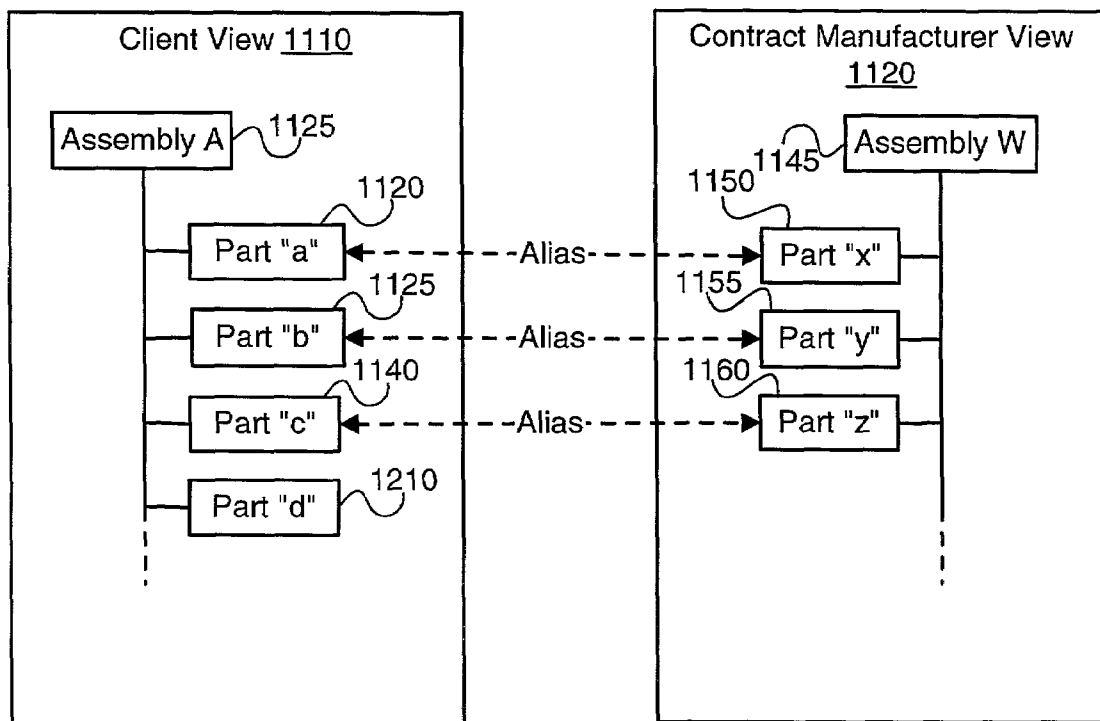 Client View 1110
Contract Manufacturer View
1120
Assembly A
1125
1145
Assembly W
1120
1150
Part "a"
Alias
Part "x"
1125
1155
Part "b"
Alias
Part "y"
1140
1160
Part "c"
Alias
Part "z"
1210
Part "d"